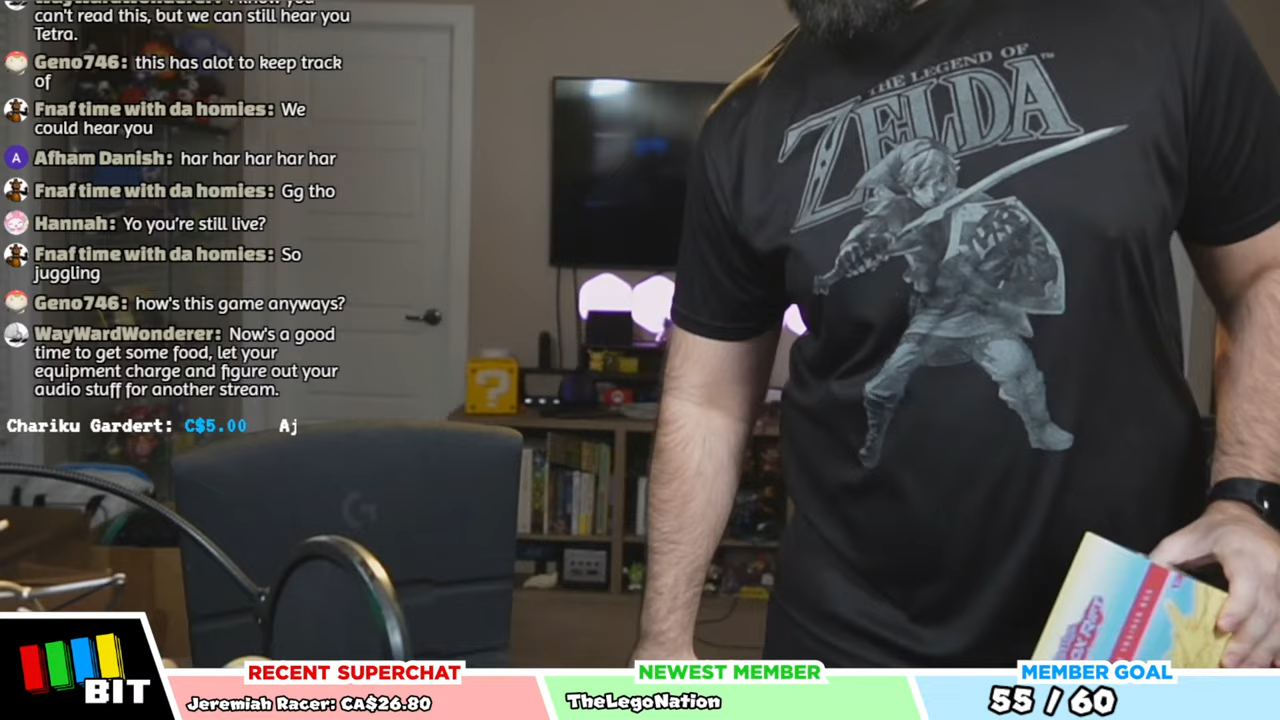 can't read this, but we can still hear you
Tetra.
Geno746: this has alot to keep track
of
Fnaf time with da homies: We
could hear you
A Afham Danish: har har har har har
Fnaf time with da homies: Gg tho
Hannah: Yo you're still live?
Fnaf time with da homies: So
juggling
Geno746: how's this game anyways?
WayWardWonderer: Now's a good
time to get some food, let your
equipment charge and figure out your
audio stuff for another stream.
Chariku Gardert: C$5.00 Aj
THE LEGEND OF
ZELDA™
?
G
BIT
RECENT SUPERCHAT
Jeremiah Racer: CA$26.80
NEWEST MEMBER
TheLegoNation
MEMBER GOAL
55 / 60